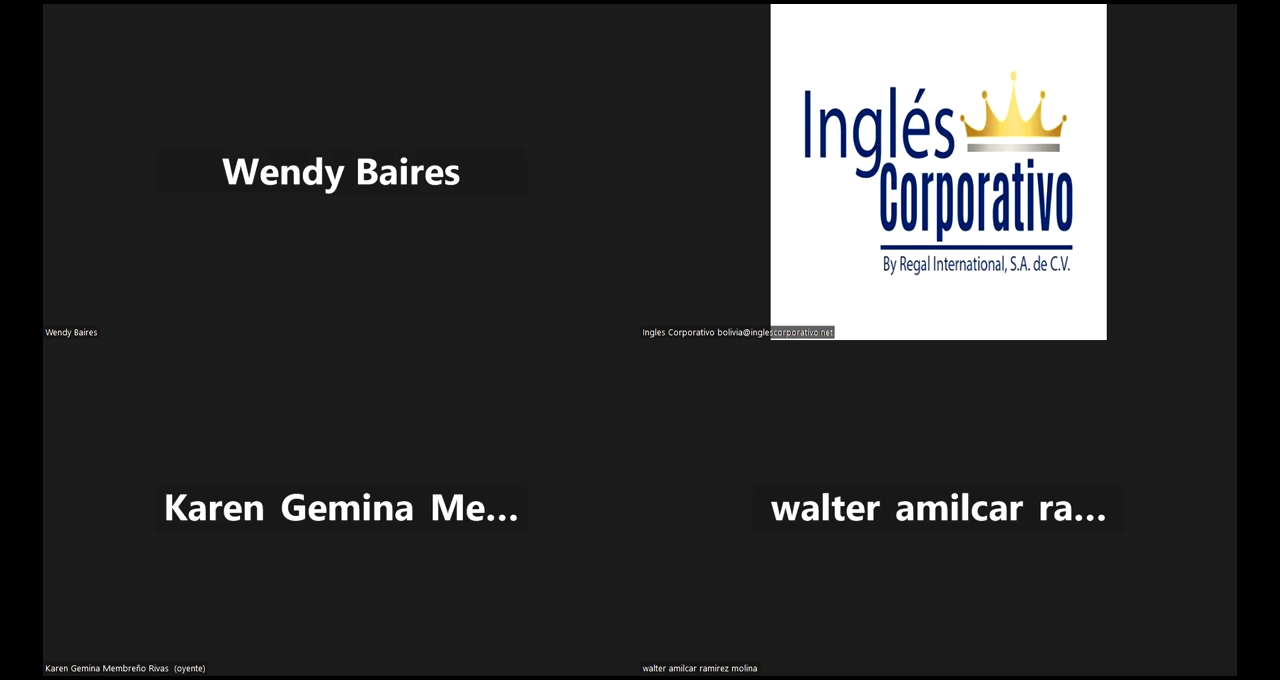 Wendy Baires
Wendy Baires
Inglés
Corporativo
By Regal International, S.A. de C.V.
Ingles Corporativo bolivia@inglescorporativo.net
Karen Gemina Me...
Karen Gemina Membreño Rivas (oyente)
walter amilcar ra...
walter amilcar ramirez molina